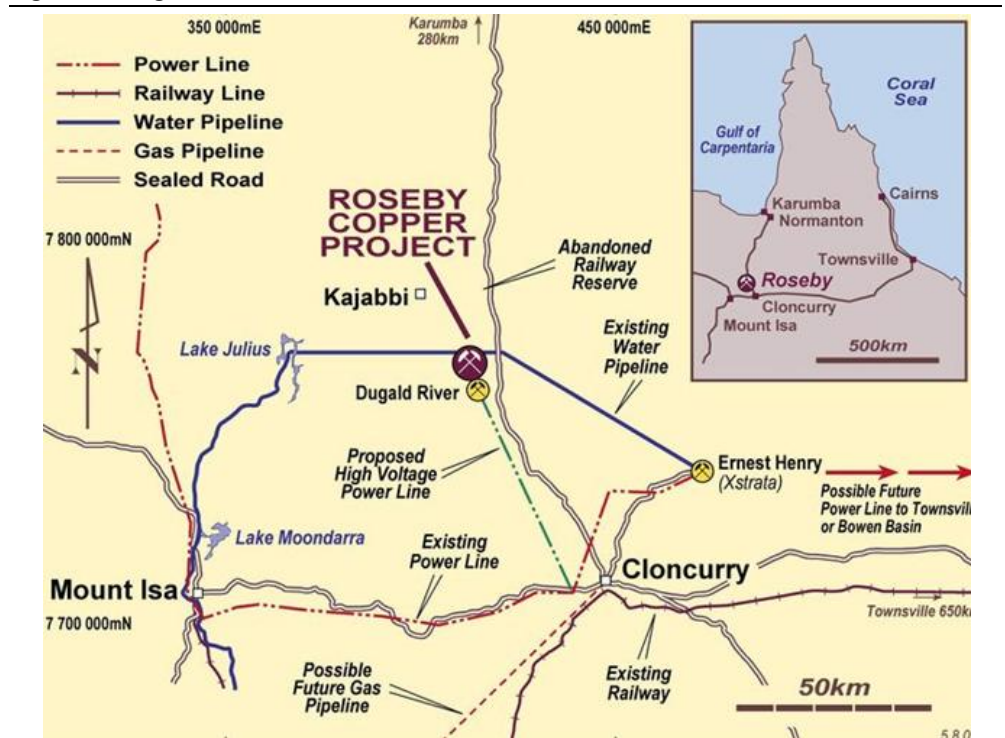 350 000mE
Karumba
280km
450 000mE
Power Line
Railway Line
Water Pipeline
Gas Pipeline
Sealed Road
7 800 000mN
ROSEBY
COPPER
PROJECT
Kajabbi
Abandoned
Railway
Reserve
Lake Julius
Dugald River
Existing
Water
Pipeline
N
Proposed
High Voltage
Power Line
Ernest Henry
(Xstrata)
Possible Future
Power Line to Townsvil
or Bowen Basin
Lake Moondarra
Existing
Power Line
Mount Isa
Cloncurry
7 700 000mN
Townsville 650k
Possible
Future Gas
Pipeline
Existing
Railway
50km
Coral
Sea
Gulf of
Carpentaria
Cairns
Karumba
Normanton
Townsville
Roseby
Cloncurry
Mount Isa
500km